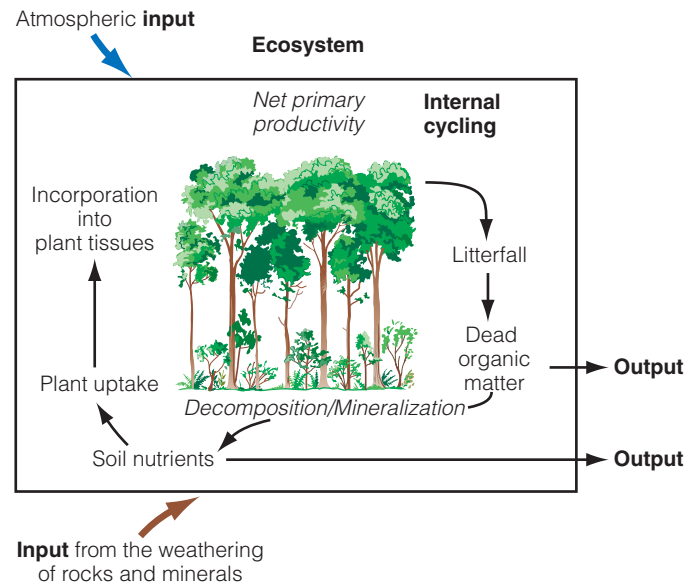 Atmospheric input
Ecosystem
Net primary
productivity
Internal
cycling
Incorporation
into
plant tissues
Litterfall
Dead
organic
matter
Output
Plant uptake
Decomposition/Mineralization
Soil nutrients
Output
Input from the weathering
of rocks and minerals